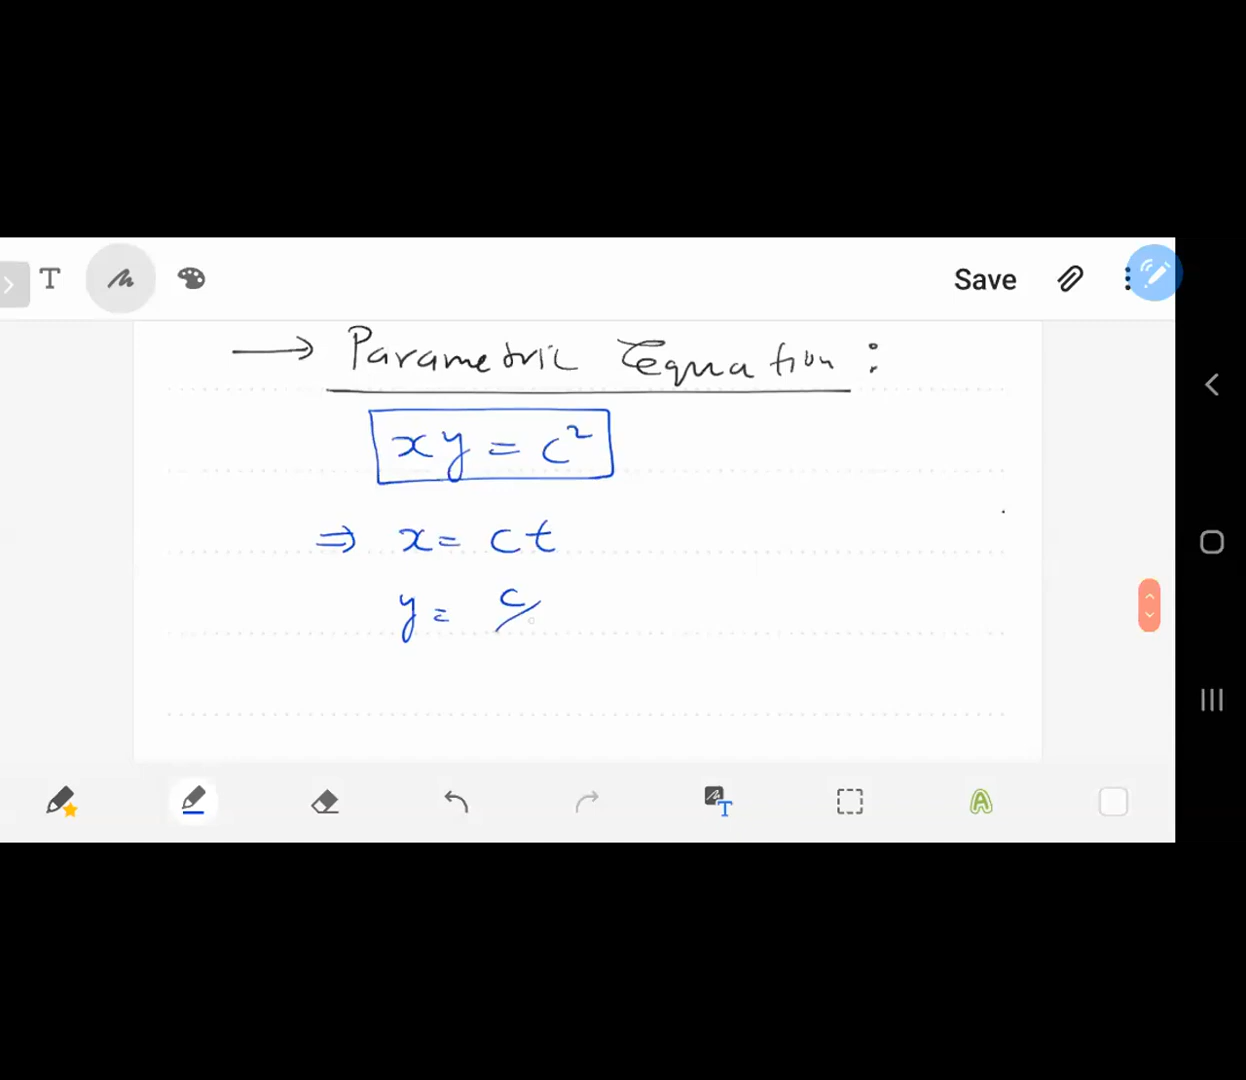 T Save
→ Parametric Equation :
xy = c²
⇒ x = ct
y = c/
T A